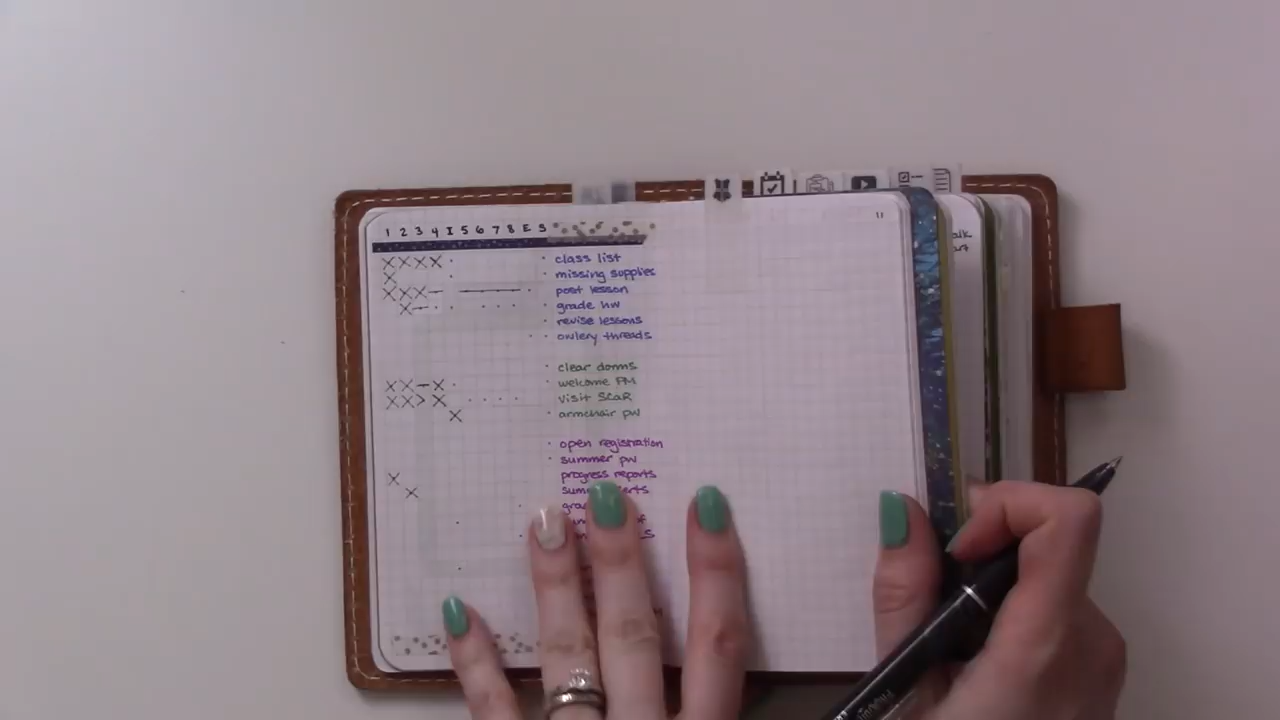 1 2 3 4 I 5 6 7 8 E S
11
class list
missing supplies
post lesson
grade hw
revise lessons
owlery threads
clear dorms
welcome PM
visit SCaR
armchair pw
open registration
summer pw
progress reports